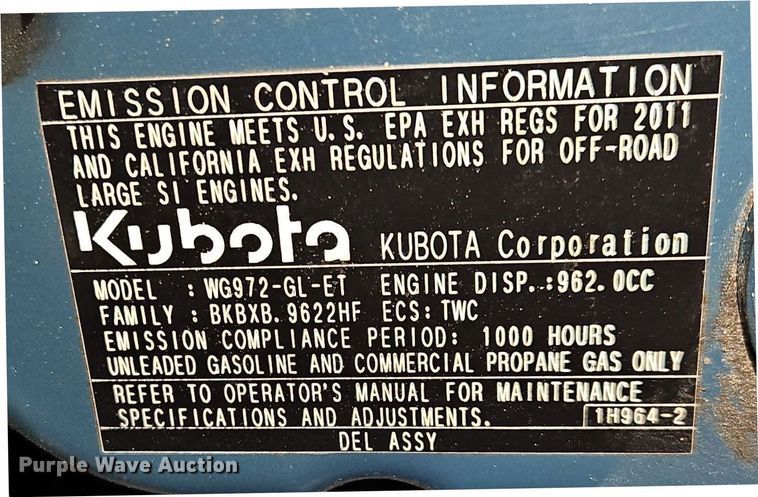 EMISSION CONTROL INFORMATION
THIS ENGINE MEETS U.S. EPA EXH REGS FOR 2011
AND CALIFORNIA EXH REGULATIONS FOR OFF-ROAD
LARGE SI ENGINES.
Kubota KUBOTA Corporation
MODEL : WG972-GL-ET ENGINE DISP.:962.0CC
FAMILY : BKBXB.9622HF ECS: TWC
EMISSION COMPLIANCE PERIOD: 1000 HOURS
UNLEADED GASOLINE AND COMMERCIAL PROPANE GAS ONLY
REFER TO OPERATOR'S MANUAL FOR MAINTENANCE
SPECIFICATIONS AND ADJUSTMENTS. 1H964-2
DEL ASSY
Purple Wave Auction